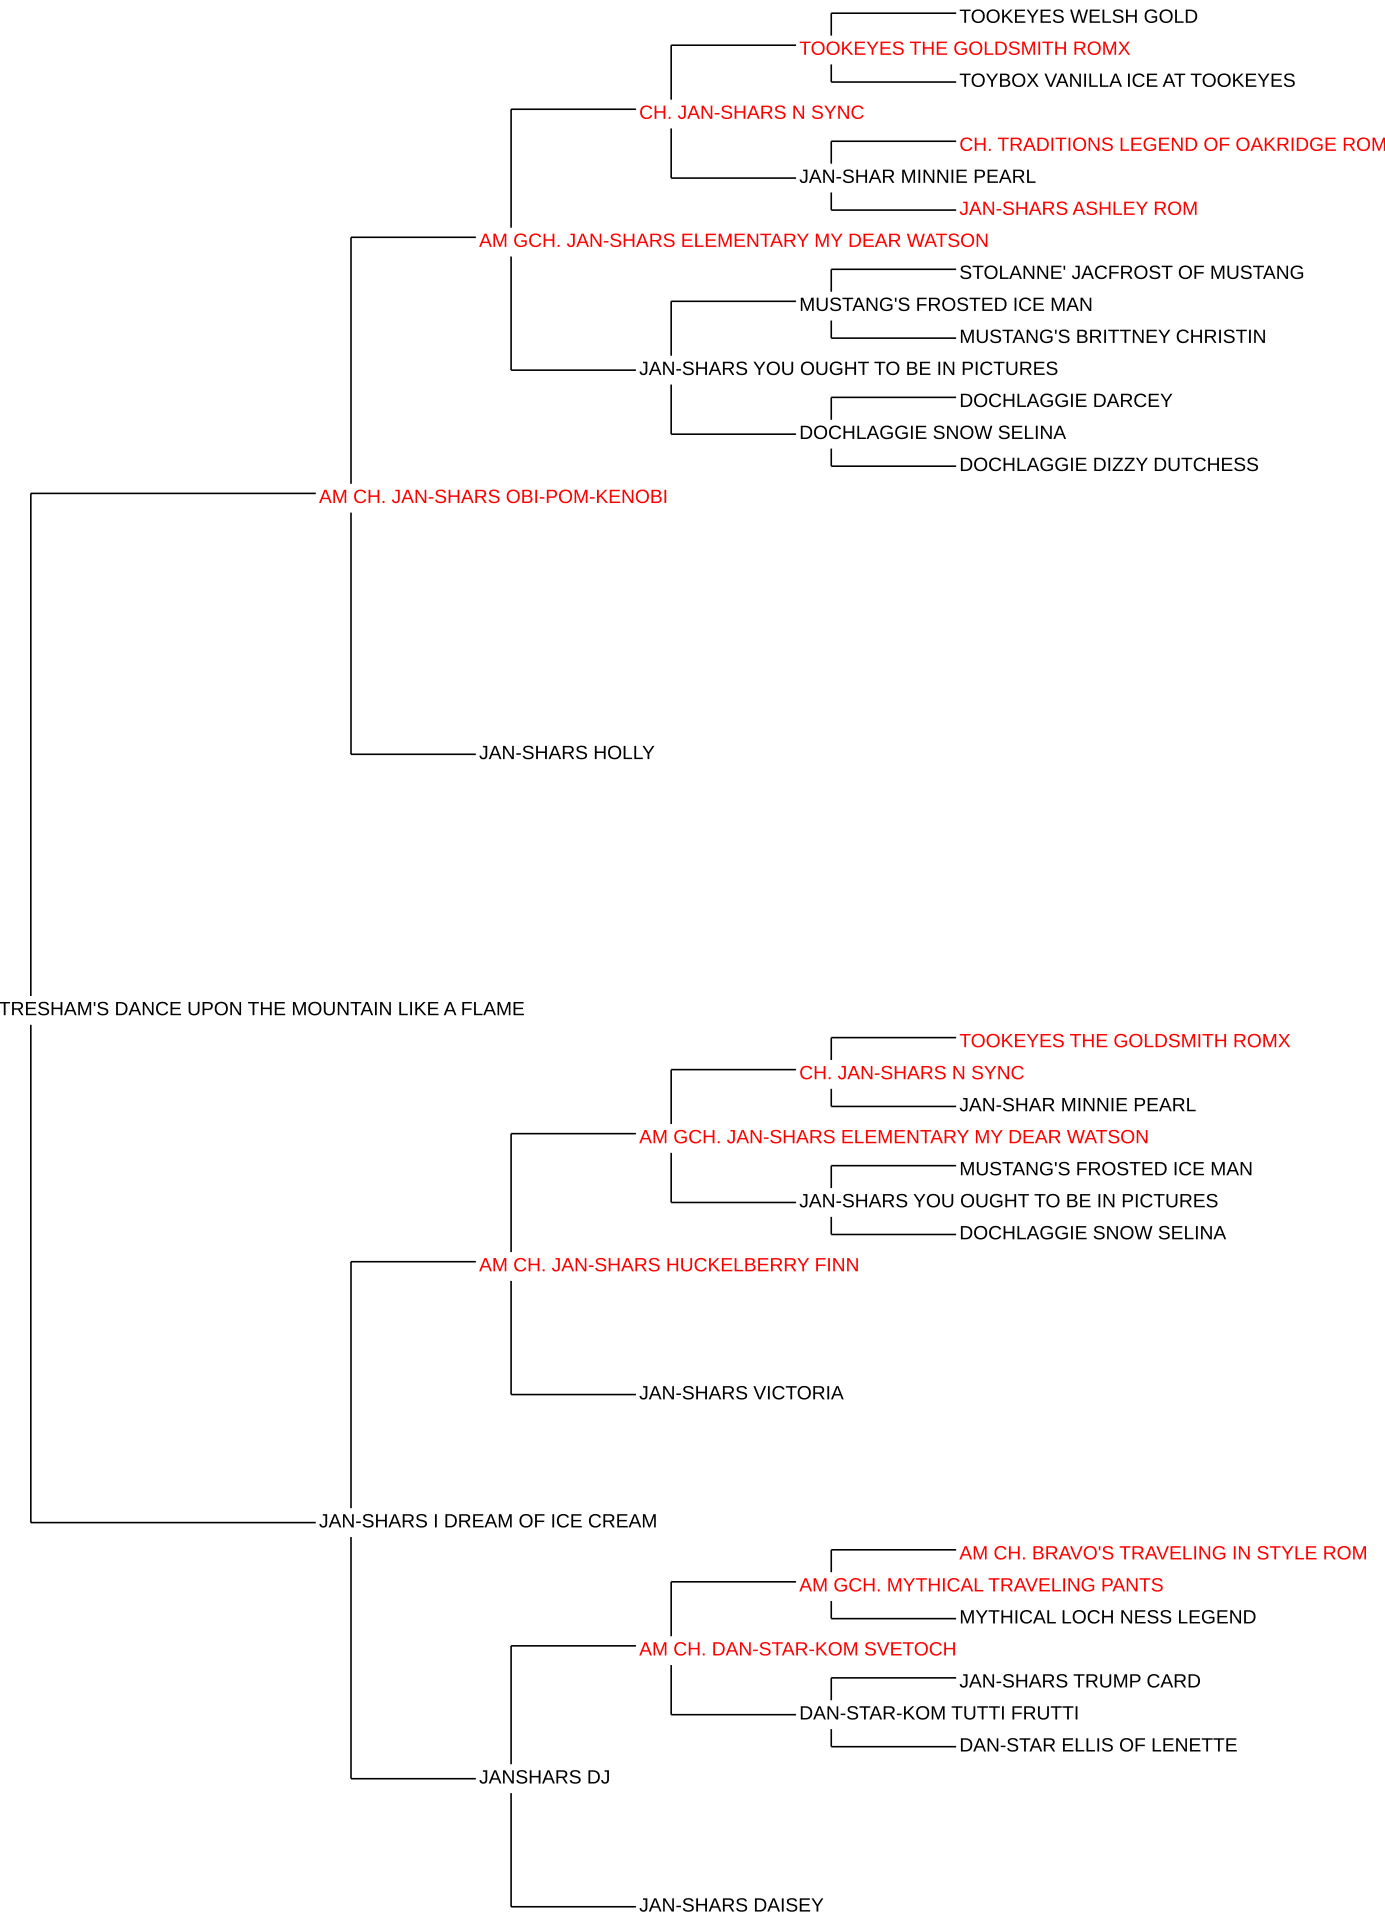 TOOKEYES WELSH GOLD
TOOKEYES THE GOLDSMITH ROMX
TOYBOX VANILLA ICE AT TOOKEYES
CH. JAN-SHARS N SYNC
CH. TRADITIONS LEGEND OF OAKRIDGE ROM
JAN-SHAR MINNIE PEARL
JAN-SHARS ASHLEY ROM
AM GCH. JAN-SHARS ELEMENTARY MY DEAR WATSON
STOLANNE' JACFROST OF MUSTANG
MUSTANG'S FROSTED ICE MAN
MUSTANG'S BRITTNEY CHRISTIN
JAN-SHARS YOU OUGHT TO BE IN PICTURES
DOCHLAGGIE DARCEY
DOCHLAGGIE SNOW SELINA
DOCHLAGGIE DIZZY DUTCHESS
AM CH. JAN-SHARS OBI-POM-KENOBI
JAN-SHARS HOLLY
TRESHAM'S DANCE UPON THE MOUNTAIN LIKE A FLAME
TOOKEYES THE GOLDSMITH ROMX
CH. JAN-SHARS N SYNC
JAN-SHAR MINNIE PEARL
AM GCH. JAN-SHARS ELEMENTARY MY DEAR WATSON
MUSTANG'S FROSTED ICE MAN
JAN-SHARS YOU OUGHT TO BE IN PICTURES
DOCHLAGGIE SNOW SELINA
AM CH. JAN-SHARS HUCKELBERRY FINN
JAN-SHARS VICTORIA
JAN-SHARS I DREAM OF ICE CREAM
AM CH. BRAVO'S TRAVELING IN STYLE ROM
AM GCH. MYTHICAL TRAVELING PANTS
MYTHICAL LOCH NESS LEGEND
AM CH. DAN-STAR-KOM SVETOCH
JAN-SHARS TRUMP CARD
DAN-STAR-KOM TUTTI FRUTTI
DAN-STAR ELLIS OF LENETTE
JANSHARS DJ
JAN-SHARS DAISEY